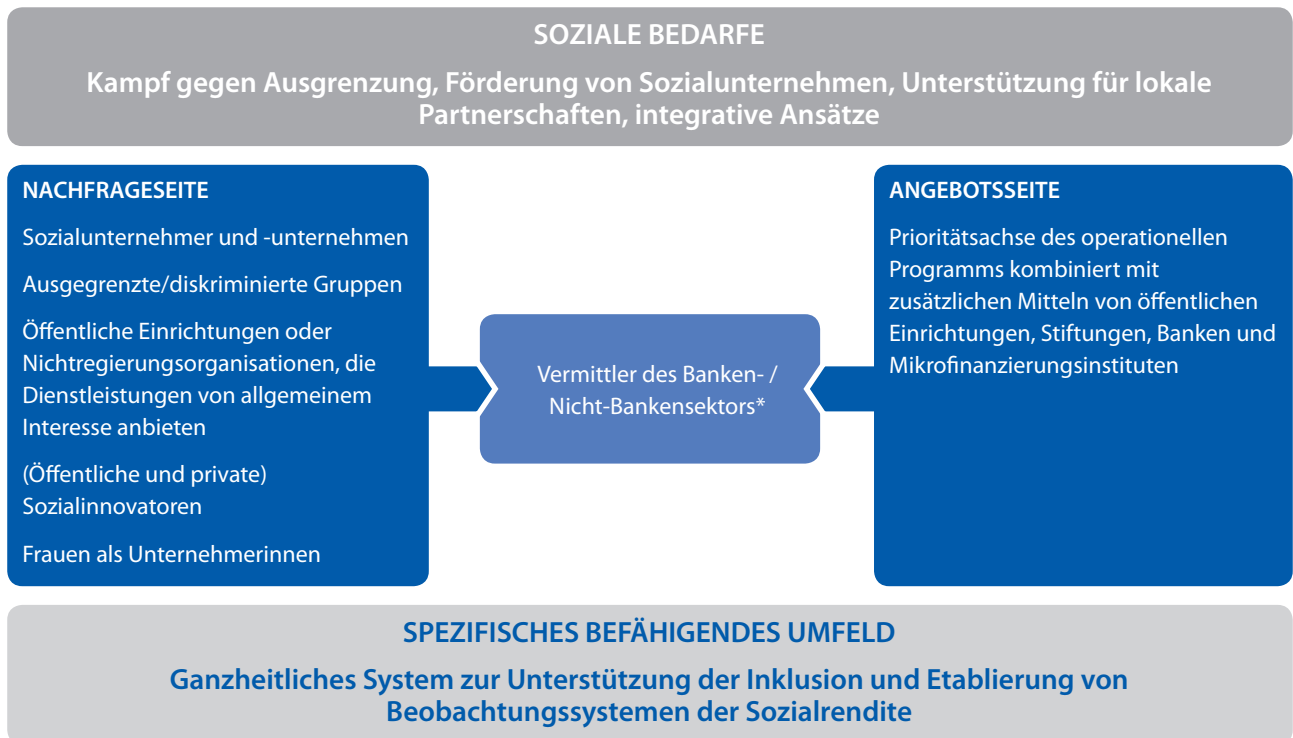 SOZIALE BEDARFE
Kampf gegen Ausgrenzung, Förderung von Sozialunternehmen, Unterstützung für lokale
Partnerschaften, integrative Ansätze
NACHFRAGESEITE
Sozialunternehmer und -unternehmen
Ausgegrenzte/diskriminierte Gruppen
Öffentliche Einrichtungen oder
Nichtregierungsorganisationen, die
Dienstleistungen von allgemeinem
Interesse anbieten
(Öffentliche und private)
Sozialinnovatoren
Frauen als Unternehmerinnen
Vermittler des Banken- /
Nicht-Bankensektors*
ANGEBOTSSEITE
Prioritätsachse des operationellen
Programms kombiniert mit
zusätzlichen Mitteln von öffentlichen
Einrichtungen, Stiftungen, Banken und
Mikrofinanzierungsinstituten
SPEZIFISCHES BEFÄHIGENDES UMFELD
Ganzheitliches System zur Unterstützung der Inklusion und Etablierung von
Beobachtungssystemen der Sozialrendite